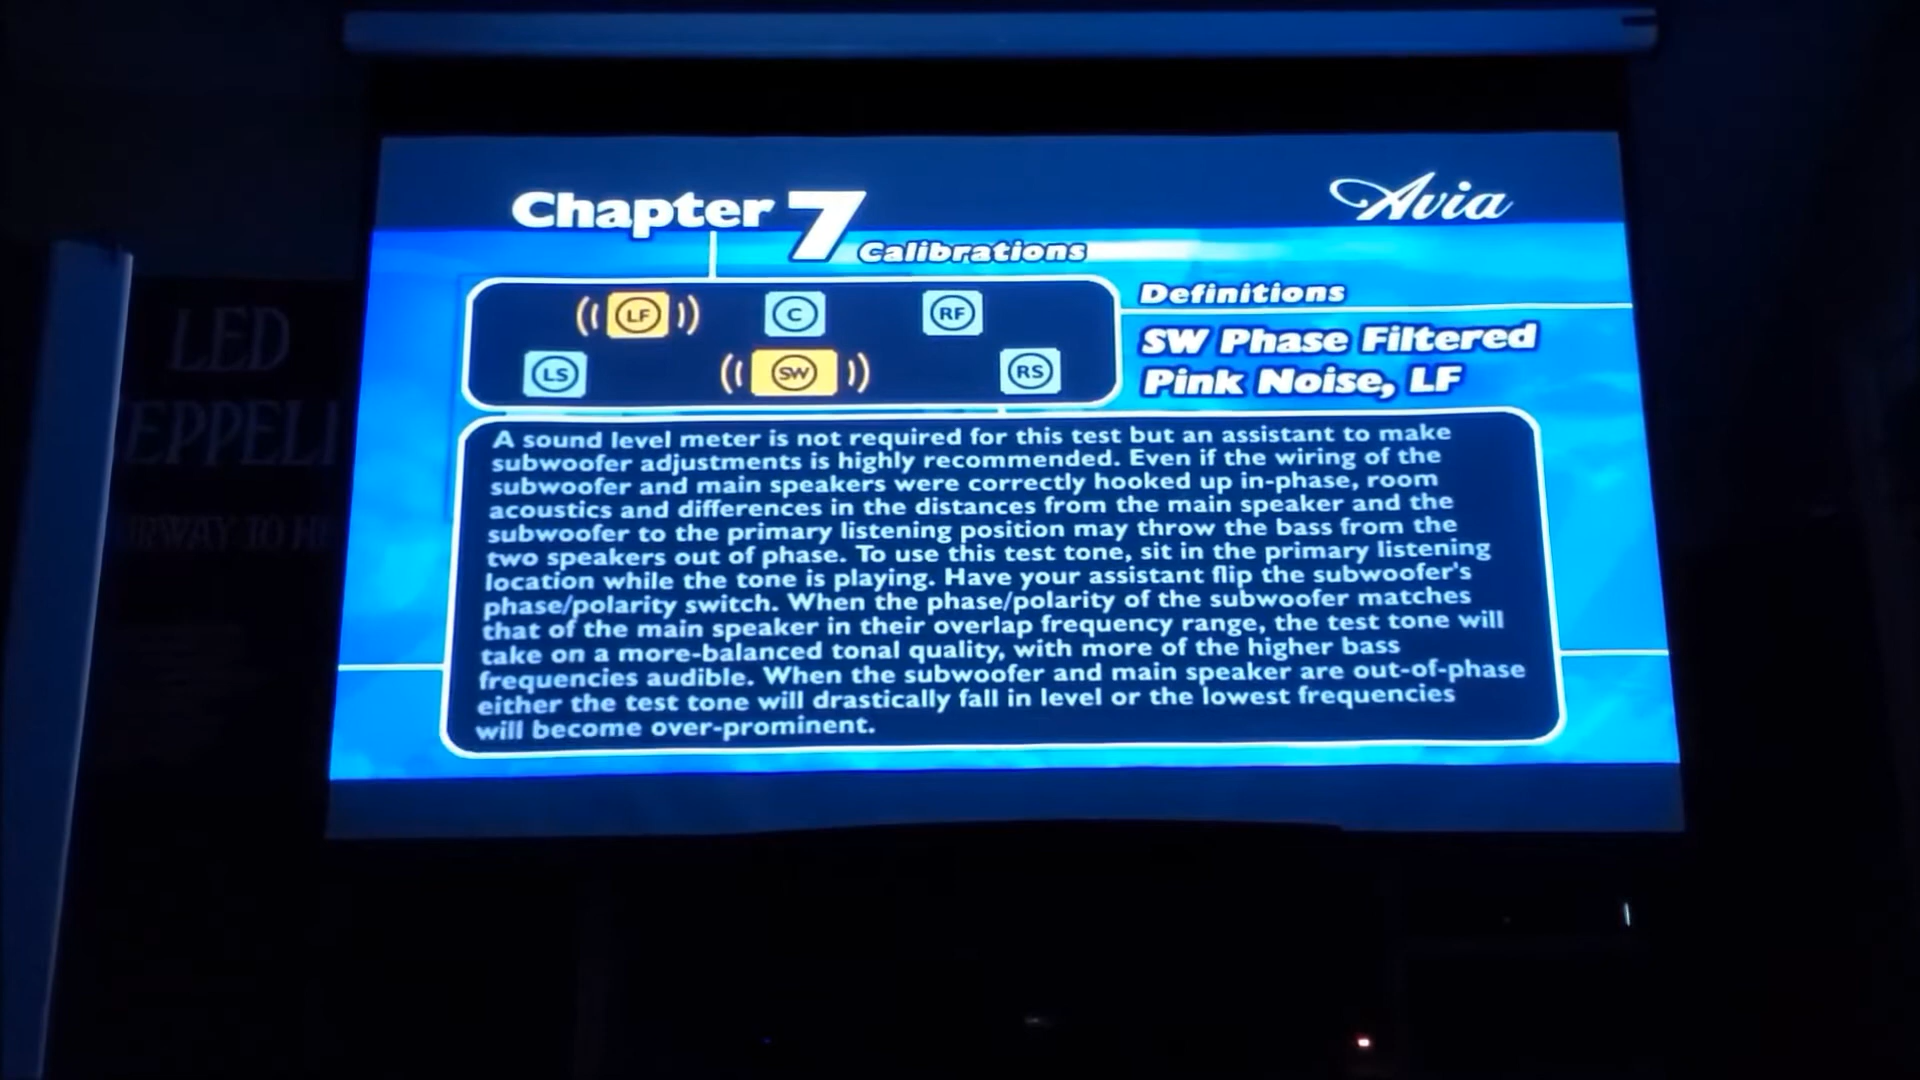 Chapter 7
Avia
Calibrations
LF
C
RF
LS
SW
RS
Definitions
SW Phase Filtered
Pink Noise, LF
A sound level meter is not required for this test but an assistant to make
subwoofer adjustments is highly recommended. Even if the wiring of the
subwoofer and main speakers were correctly hooked up in-phase, room
acoustics and differences in the distances from the main speaker and the
subwoofer to the primary listening position may throw the bass from the
two speakers out of phase. To use this test tone, sit in the primary listening
location while the tone is playing. Have your assistant flip the subwoofer's
phase/polarity switch. When the phase/polarity of the subwoofer matches
that of the main speaker in their overlap frequency range, the test tone will
take on a more-balanced tonal quality, with more of the higher bass
frequencies audible. When the subwoofer and main speaker are out-of-phase
either the test tone will drastically fall in level or the lowest frequencies
will become over-prominent.
LED
EPPELI
RWAY TO H